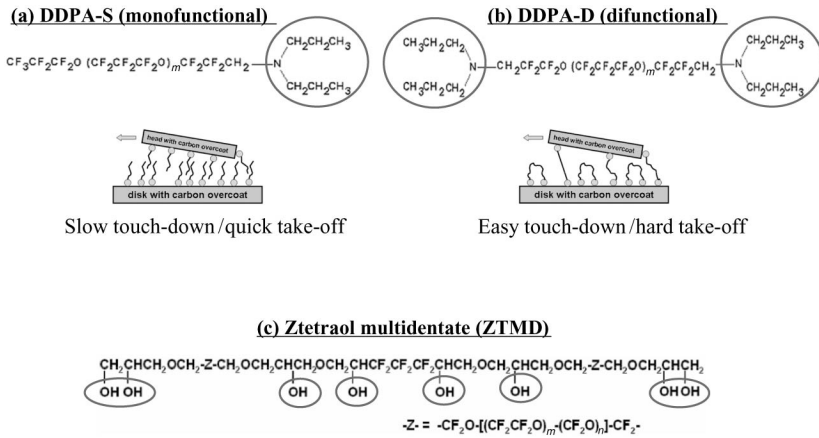 (a) DDPA-S (monofunctional)
CF₃CF₂CF₂O (CF₂CF₂CF₂O)ₘCF₂CF₂CH₂—N
CH₂CH₂CH₃
CH₂CH₂CH₃
head with carbon overcoat
disk with carbon overcoat
Slow touch-down/quick take-off
(b) DDPA-D (difunctional)
CH₃CH₂CH₂
CH₃CH₂CH₂
N—CH₂CF₂CF₂O (CF₂CF₂CF₂O)ₘCF₂CF₂CH₂—N
CH₂CH₂CH₃
CH₂CH₂CH₃
head with carbon overcoat
disk with carbon overcoat
Easy touch-down/hard take-off
(c) Ztetraol multidentate (ZTMD)
CH₂CHCH₂OCH₂-Z-CH₂OCH₂CHCH₂OCH₂CHCF₂CF₂CF₂CHCH₂OCH₂CHCH₂OCH₂-Z-CH₂OCH₂CHCH₂
OH OH OH OH OH OH OH OH
-Z- = -CF₂O-[(CF₂CF₂O)ₘ-(CF₂O)ₙ]-CF₂-